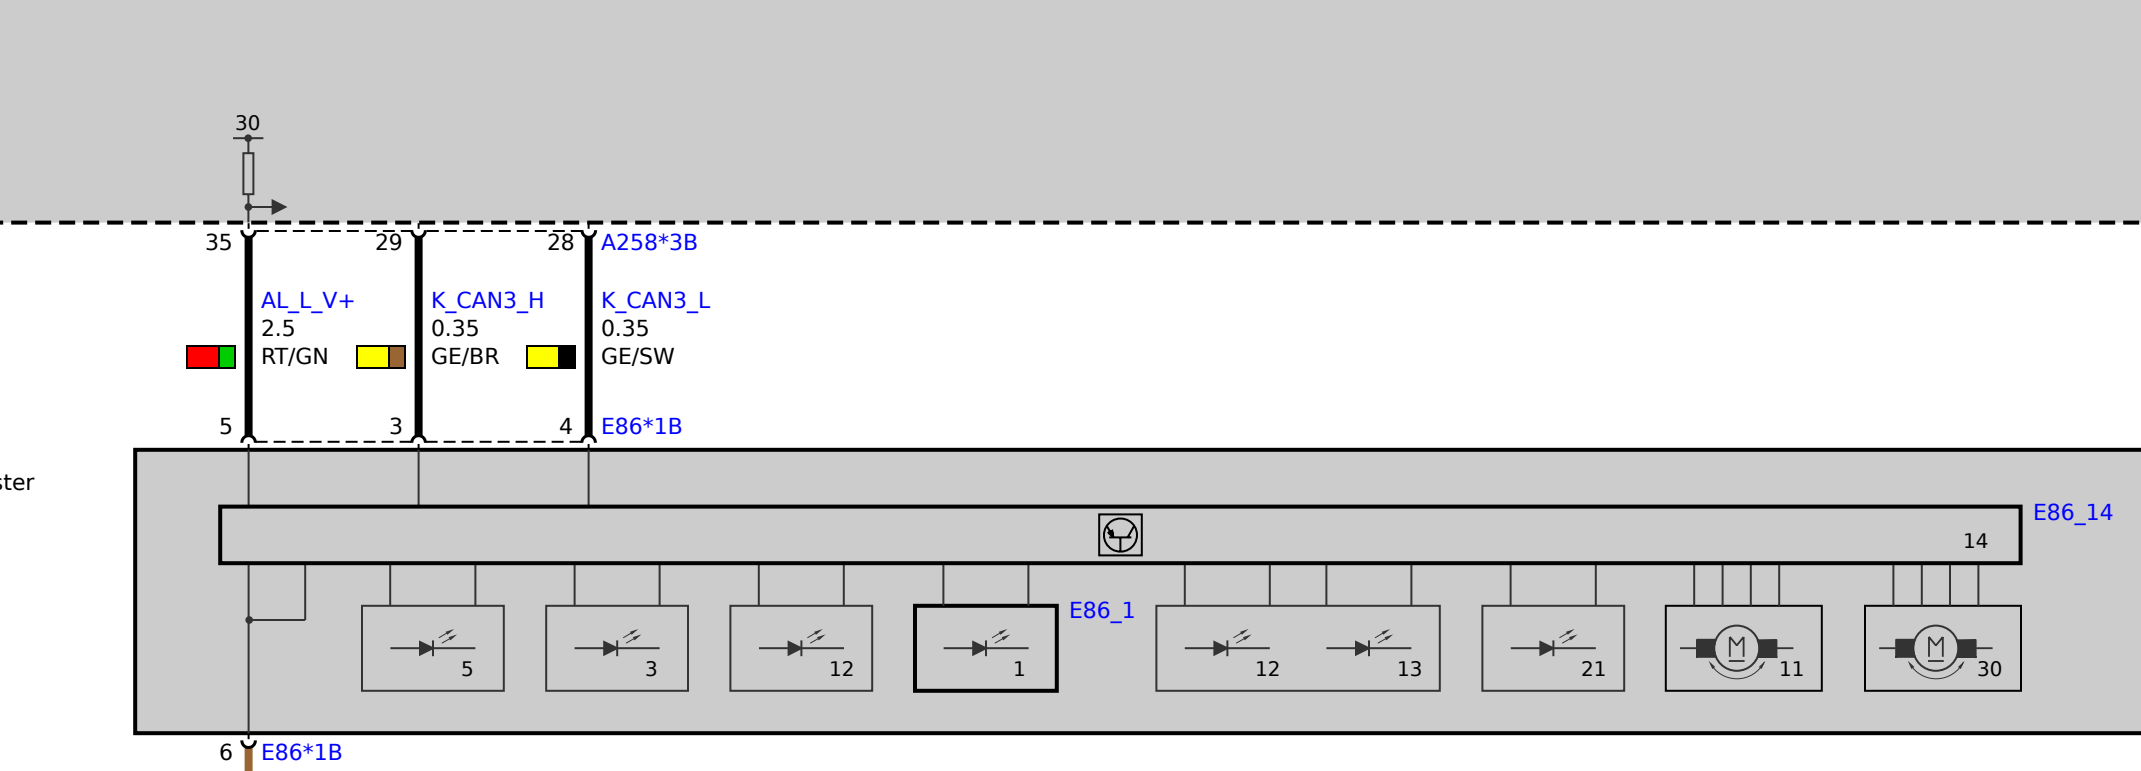 30
35 29 28 A258*3B
AL_L_V+ K_CAN3_H K_CAN3_L
2.5 0.35 0.35
RT/GN GE/BR GE/SW
5 3 4 E86*1B
ster
E86_14
14
E86_1
M M
5 3 12 1 12 13 21 11 30
6 E86*1B